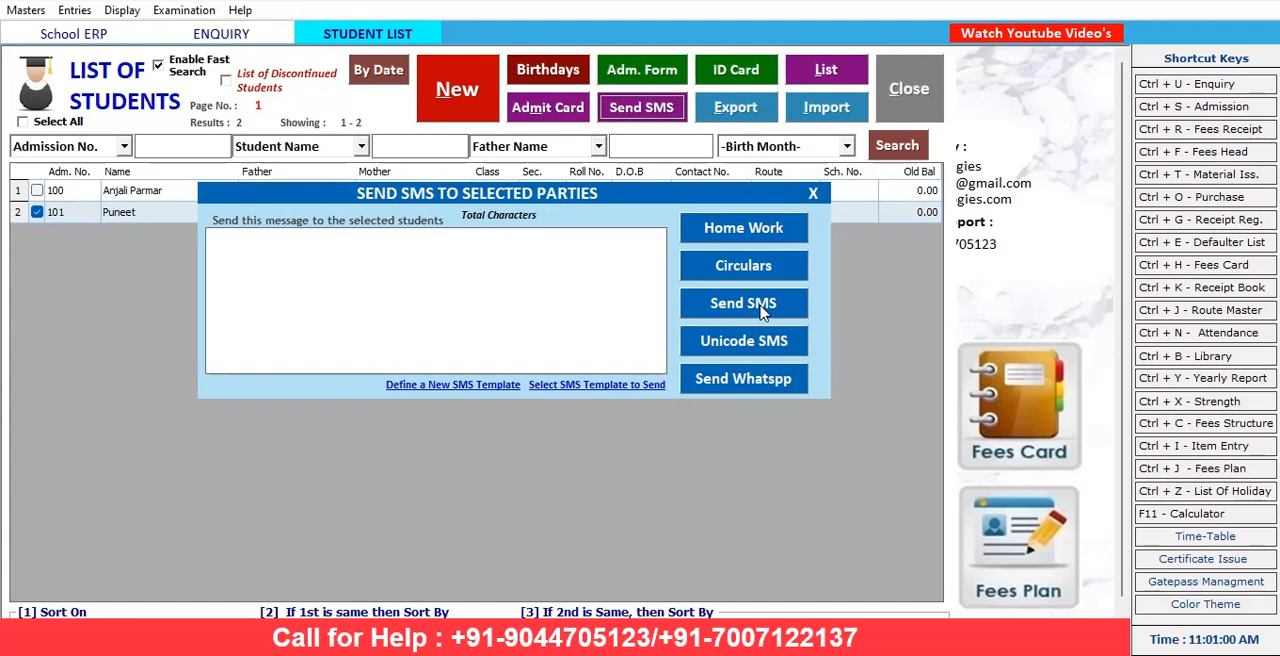 Masters Entries Display Examination Help
School ERP ENQUIRY STUDENT LIST
Watch Youtube Video's
LIST OF STUDENTS
Enable Fast Search
List of Discontinued Students
Page No. : 1
Results : 2 Showing : 1 - 2
Select All
By Date New Birthdays Adm. Form ID Card List Close
Admit Card Send SMS Export Import
Admission No. Student Name Father Name -Birth Month- Search
Adm. No. Name Father Mother Class Sec. Roll No. D.O.B Contact No. Route Sch. No. Old Bal
1 100 Anjali Parmar 0.00
2 101 Puneet 0.00
SEND SMS TO SELECTED PARTIES X
Send this message to the selected students Total Characters
Home Work
Circulars
Send SMS
Unicode SMS
Send Whatspp
Define a New SMS Template Select SMS Template to Send
y :
gies
@gmail.com
gies.com
port :
705123
Fees Card
Fees Plan
Shortcut Keys
Ctrl + U - Enquiry
Ctrl + S - Admission
Ctrl + R - Fees Receipt
Ctrl + F - Fees Head
Ctrl + T - Material Iss.
Ctrl + O - Purchase
Ctrl + G - Receipt Reg.
Ctrl + E - Defaulter List
Ctrl + H - Fees Card
Ctrl + K - Receipt Book
Ctrl + J - Route Master
Ctrl + N - Attendance
Ctrl + B - Library
Ctrl + Y - Yearly Report
Ctrl + X - Strength
Ctrl + C - Fees Structure
Ctrl + I - Item Entry
Ctrl + J - Fees Plan
Ctrl + Z - List Of Holiday
F11 - Calculator
Time-Table
Certificate Issue
Gatepass Managment
Color Theme
[1] Sort On [2] If 1st is same then Sort By [3] If 2nd is Same, then Sort By
Call for Help : +91-9044705123/+91-7007122137
Time : 11:01:00 AM